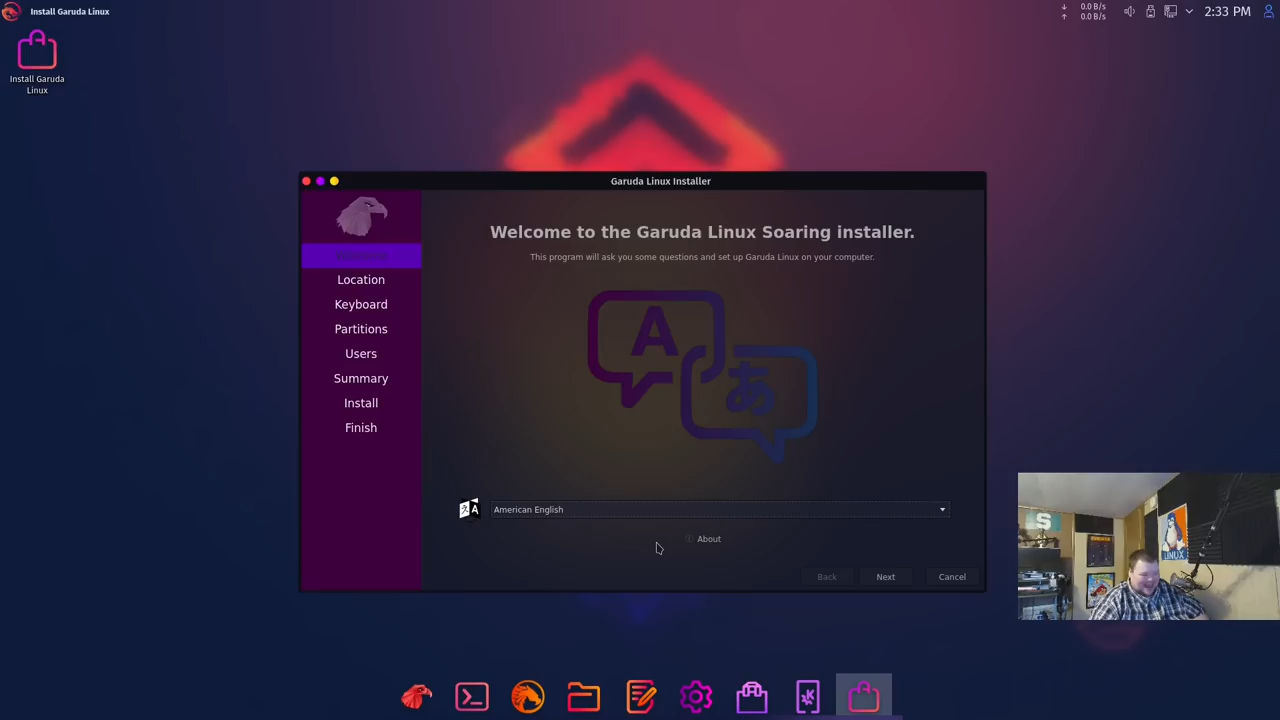 Install Garuda Linux
0.0 B/s
0.0 B/s
2:33 PM
Install Garuda
Linux
Garuda Linux Installer
Location
Keyboard
Partitions
Users
Summary
Install
Finish
Welcome to the Garuda Linux Soaring installer.
This program will ask you some questions and set up Garuda Linux on your computer.
A
あ
American English
About
Back
Next
Cancel
S
LINUX